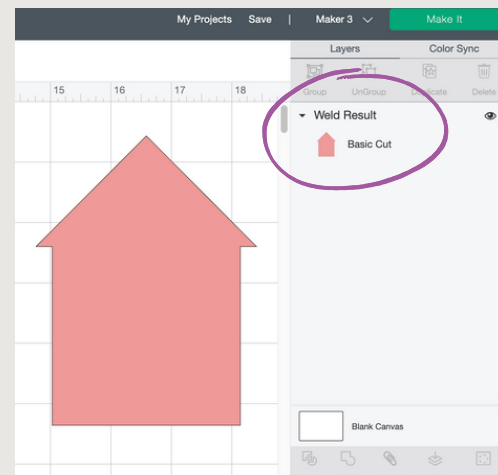 My Projects Save | Maker 3 Make It
Layers Color Sync
Group UnGroup Duplicate Delete
15 16 17 18
Weld Result
Basic Cut
Blank Canvas